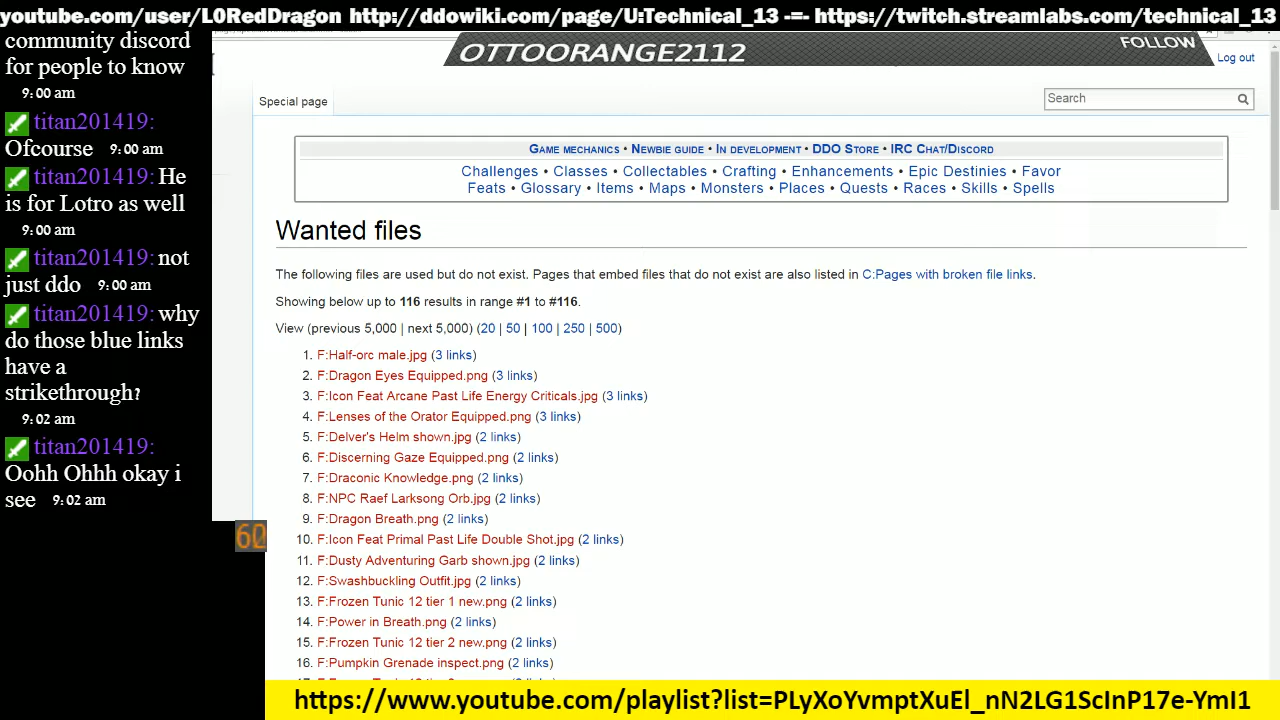 youtube.com/user/L0RedDragon http://ddowiki.com/page/U:Technical_13 -=- https://twitch.streamlabs.com/technical_13
community discord
for people to know
9:00 am
titan201419:
Ofcourse 9:00 am
titan201419: He
is for Lotro as well
9:00 am
titan201419: not
just ddo 9:00 am
titan201419: why
do those blue links
have a
strikethrough?
9:02 am
titan201419:
Oohh Ohhh okay i
see 9:02 am
60
OTTOORANGE2112
FOLLOW
Log out
Special page
Search
Game mechanics • Newbie guide • In development • DDO Store • IRC Chat/Discord
Challenges • Classes • Collectables • Crafting • Enhancements • Epic Destinies • Favor
Feats • Glossary • Items • Maps • Monsters • Places • Quests • Races • Skills • Spells
Wanted files
The following files are used but do not exist. Pages that embed files that do not exist are also listed in C:Pages with broken file links.
Showing below up to 116 results in range #1 to #116.
View (previous 5,000 | next 5,000) (20 | 50 | 100 | 250 | 500)
1. F:Half-orc male.jpg (3 links)
2. F:Dragon Eyes Equipped.png (3 links)
3. F:Icon Feat Arcane Past Life Energy Criticals.jpg (3 links)
4. F:Lenses of the Orator Equipped.png (3 links)
5. F:Delver's Helm shown.jpg (2 links)
6. F:Discerning Gaze Equipped.png (2 links)
7. F:Draconic Knowledge.png (2 links)
8. F:NPC Raef Larksong Orb.jpg (2 links)
9. F:Dragon Breath.png (2 links)
10. F:Icon Feat Primal Past Life Double Shot.jpg (2 links)
11. F:Dusty Adventuring Garb shown.jpg (2 links)
12. F:Swashbuckling Outfit.jpg (2 links)
13. F:Frozen Tunic 12 tier 1 new.png (2 links)
14. F:Power in Breath.png (2 links)
15. F:Frozen Tunic 12 tier 2 new.png (2 links)
16. F:Pumpkin Grenade inspect.png (2 links)
https://www.youtube.com/playlist?list=PLyXoYvmptXuEl_nN2LG1ScInP17e-YmI1